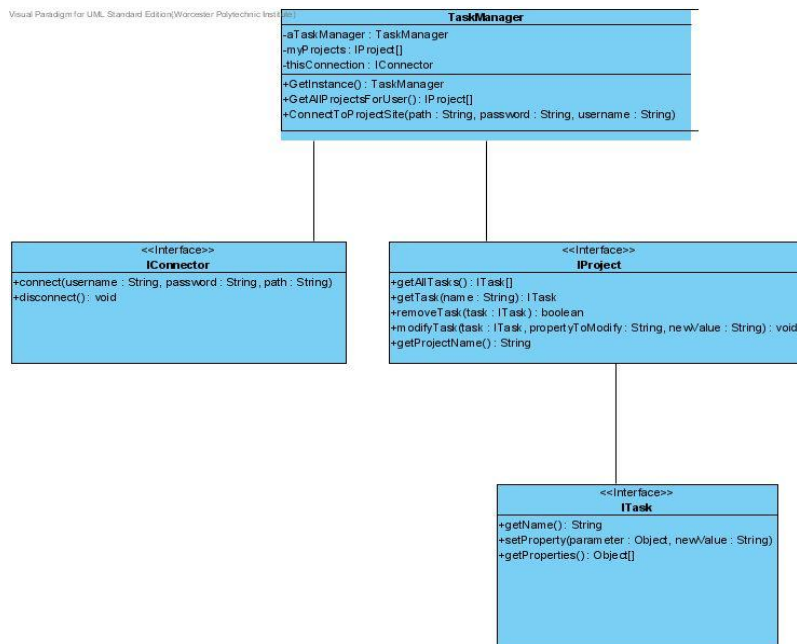 Visual Paradigm for UML Standard Edition(Worcester Polytechnic Institute)
TaskManager
-aTaskManager : TaskManager
-myProjects : IProject[]
-thisConnection : IConnector
+GetInstance() : TaskManager
+GetAllProjectsForUser() : IProject[]
+ConnectToProjectSite(path : String, password : String, username : String)
<<Interface>>
IConnector
+connect(username : String, password : String, path : String)
+disconnect() : void
<<Interface>>
IProject
+getAllTasks() : ITask[]
+getTask(name : String) : ITask
+removeTask(task : ITask) : boolean
+modifyTask(task : ITask, propertyToModify : String, newValue : String) : void
+getProjectName() : String
<<Interface>>
ITask
+getName() : String
+setProperty(parameter : Object, newValue : String)
+getProperties() : Object[]